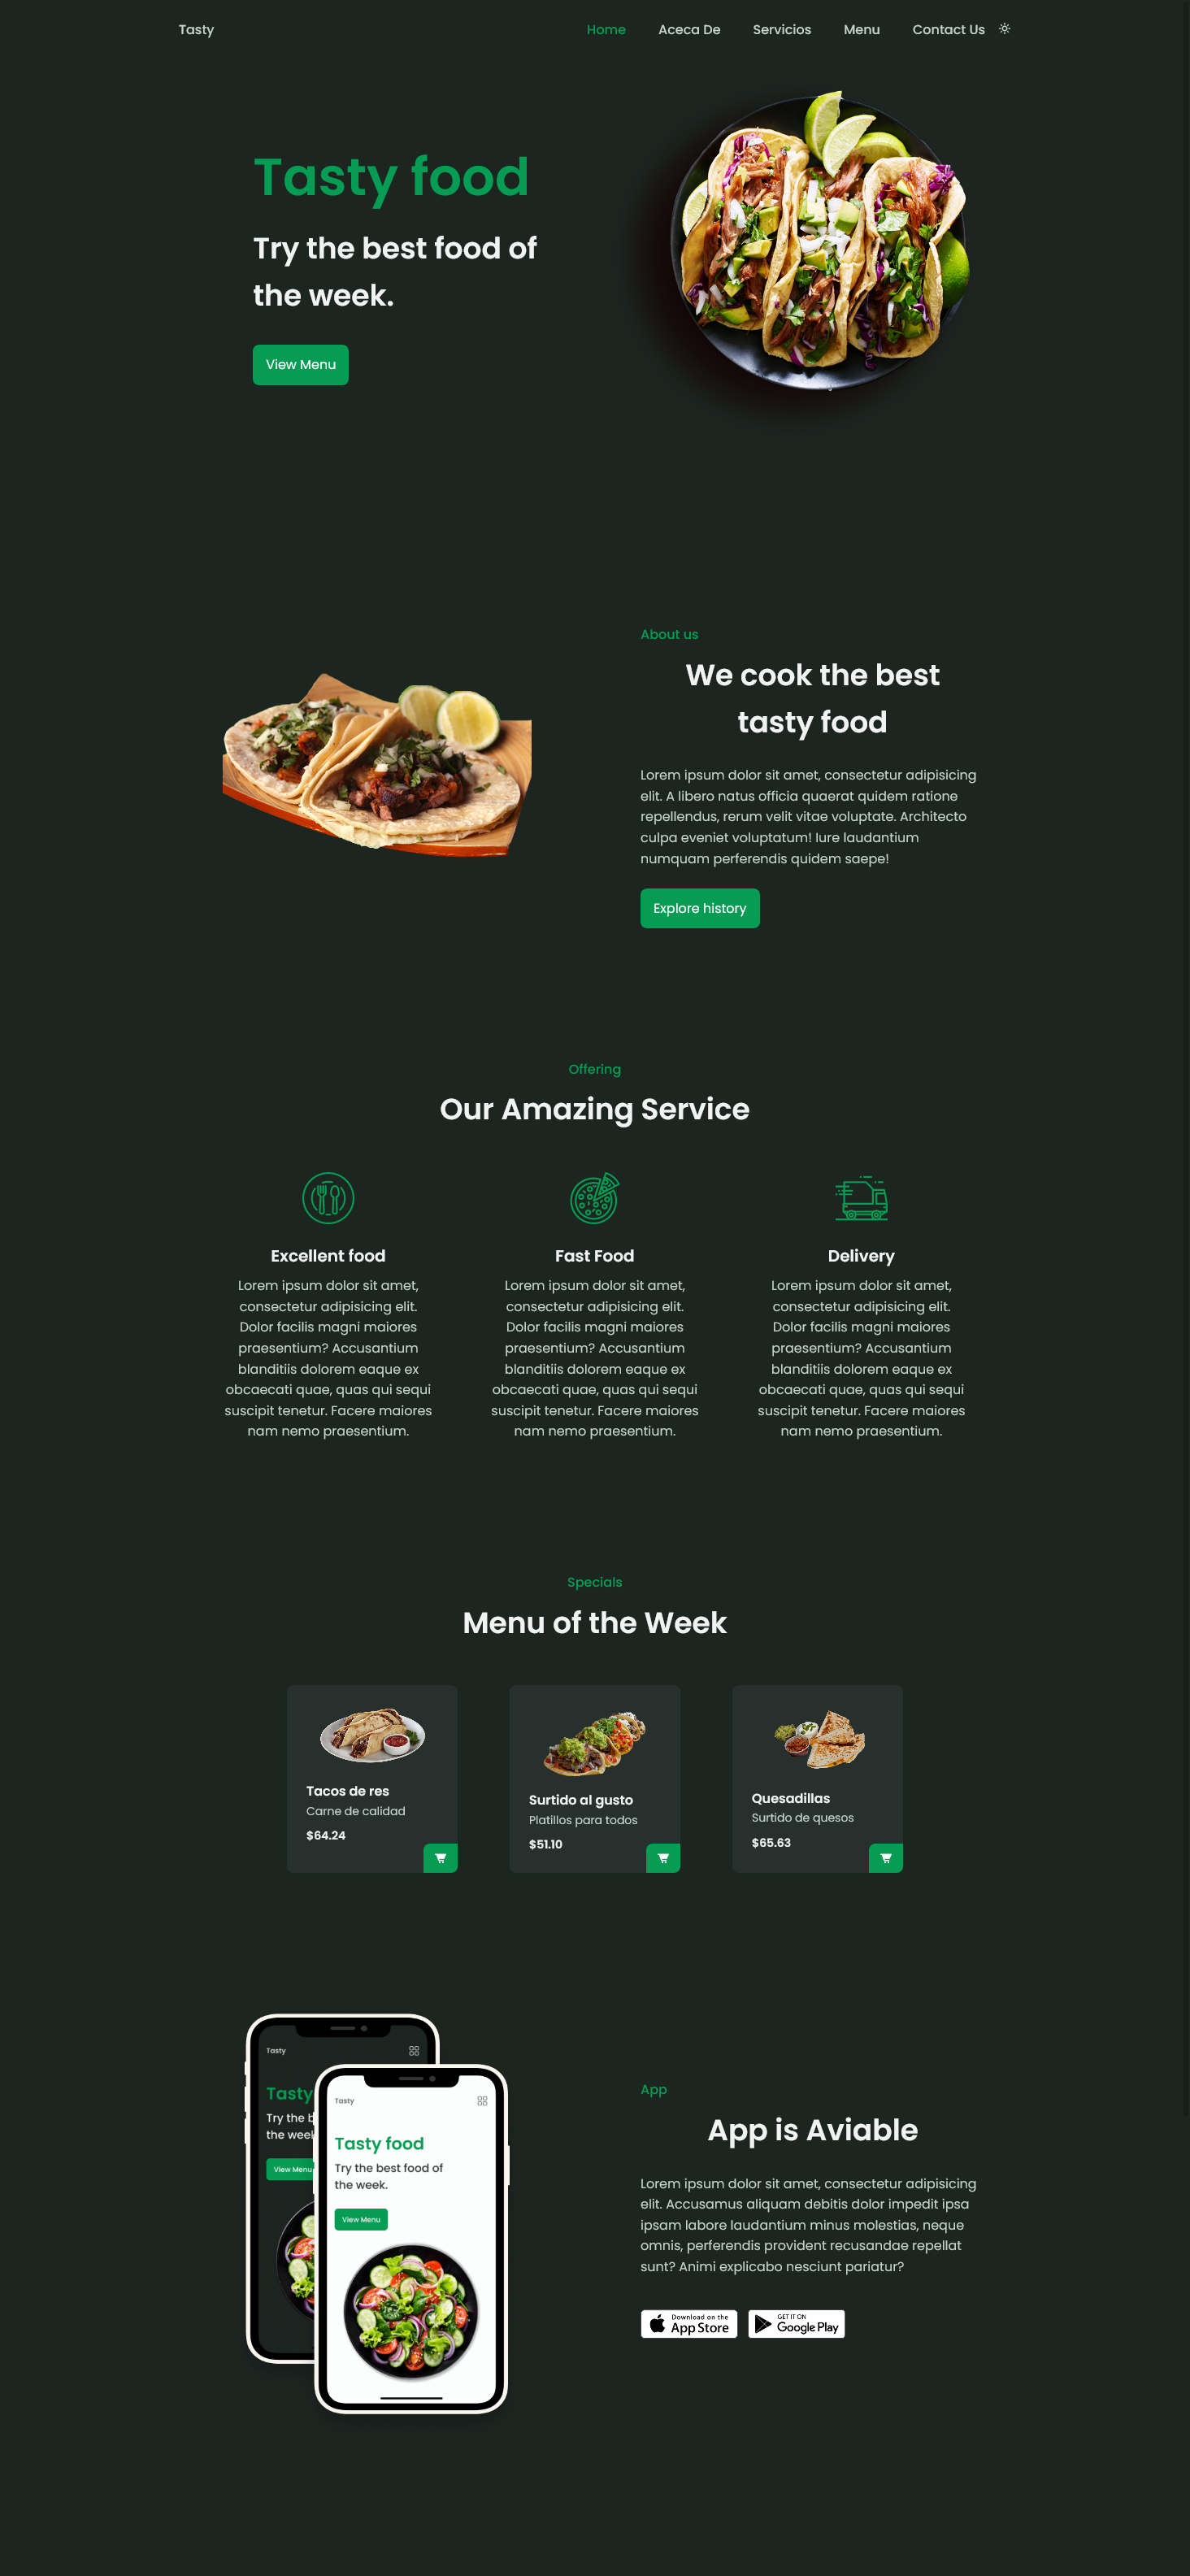 Tasty
Home
Aceca De
Servicios
Menu
Contact Us
Tasty food
Try the best food of
the week.
View Menu
About us
We cook the best
tasty food
Lorem ipsum dolor sit amet, consectetur adipisicing
elit. A libero natus officia quaerat quidem ratione
repellendus, rerum velit vitae voluptate. Architecto
culpa eveniet voluptatum! Iure laudantium
numquam perferendis quidem saepe!
Explore history
Offering
Our Amazing Service
Excellent food
Lorem ipsum dolor sit amet,
consectetur adipisicing elit.
Dolor facilis magni maiores
praesentium? Accusantium
blanditiis dolorem eaque ex
obcaecati quae, quas qui sequi
suscipit tenetur. Facere maiores
nam nemo praesentium.
Fast Food
Lorem ipsum dolor sit amet,
consectetur adipisicing elit.
Dolor facilis magni maiores
praesentium? Accusantium
blanditiis dolorem eaque ex
obcaecati quae, quas qui sequi
suscipit tenetur. Facere maiores
nam nemo praesentium.
Delivery
Lorem ipsum dolor sit amet,
consectetur adipisicing elit.
Dolor facilis magni maiores
praesentium? Accusantium
blanditiis dolorem eaque ex
obcaecati quae, quas qui sequi
suscipit tenetur. Facere maiores
nam nemo praesentium.
Specials
Menu of the Week
Tacos de res
Carne de calidad
$64.24
Surtido al gusto
Platillos para todos
$51.10
Quesadillas
Surtido de quesos
$65.63
Tasty
Tasty
Try the b
the week
View Menu
Tasty
Tasty food
Try the best food of
the week.
View Menu
App
App is Aviable
Lorem ipsum dolor sit amet, consectetur adipisicing
elit. Accusamus aliquam debitis dolor impedit ipsa
ipsam labore laudantium minus molestias, neque
omnis, perferendis provident recusandae repellat
sunt? Animi explicabo nesciunt pariatur?
Download on the
App Store
GET IT ON
Google Play